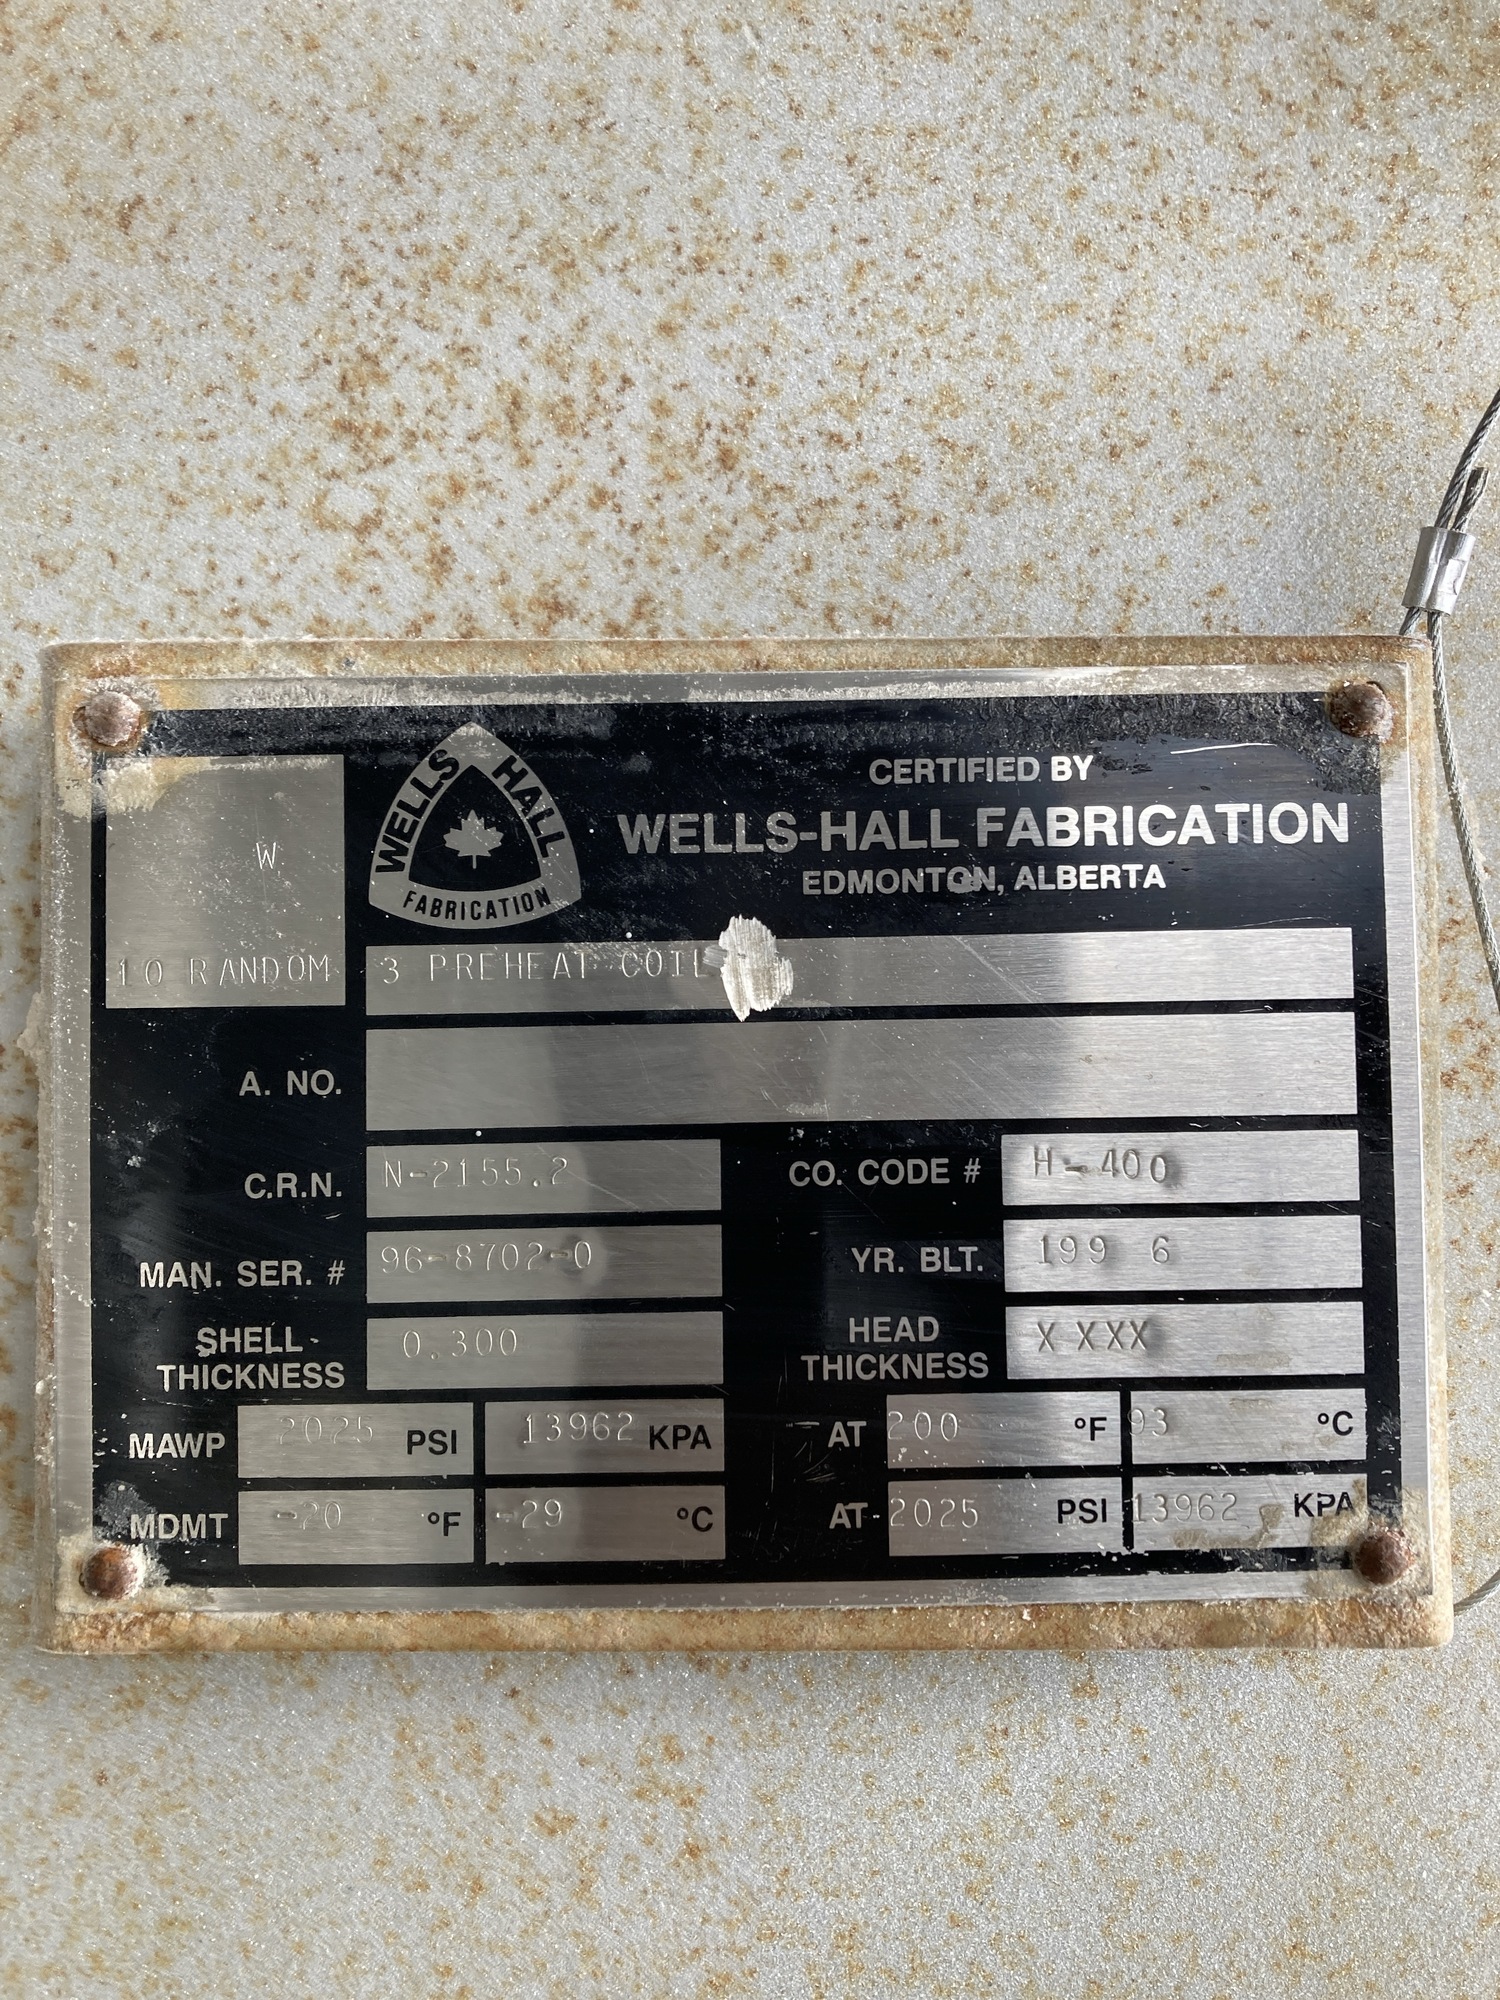 WELLS HALL
FABRICATION
CERTIFIED BY
WELLS-HALL FABRICATION
EDMONTON, ALBERTA
W
10 RANDOM
3 PREHEAT COIL
A. NO.
C.R.N. N-2155.2 CO. CODE # H-400
MAN. SER. # 96-8702-0 YR. BLT. 199 6
SHELL THICKNESS 0.300 HEAD THICKNESS X XXX
MAWP 2025 PSI 13962 KPA AT 200 °F 93 °C
MDMT -20 °F -29 °C AT 2025 PSI 13962 KPA